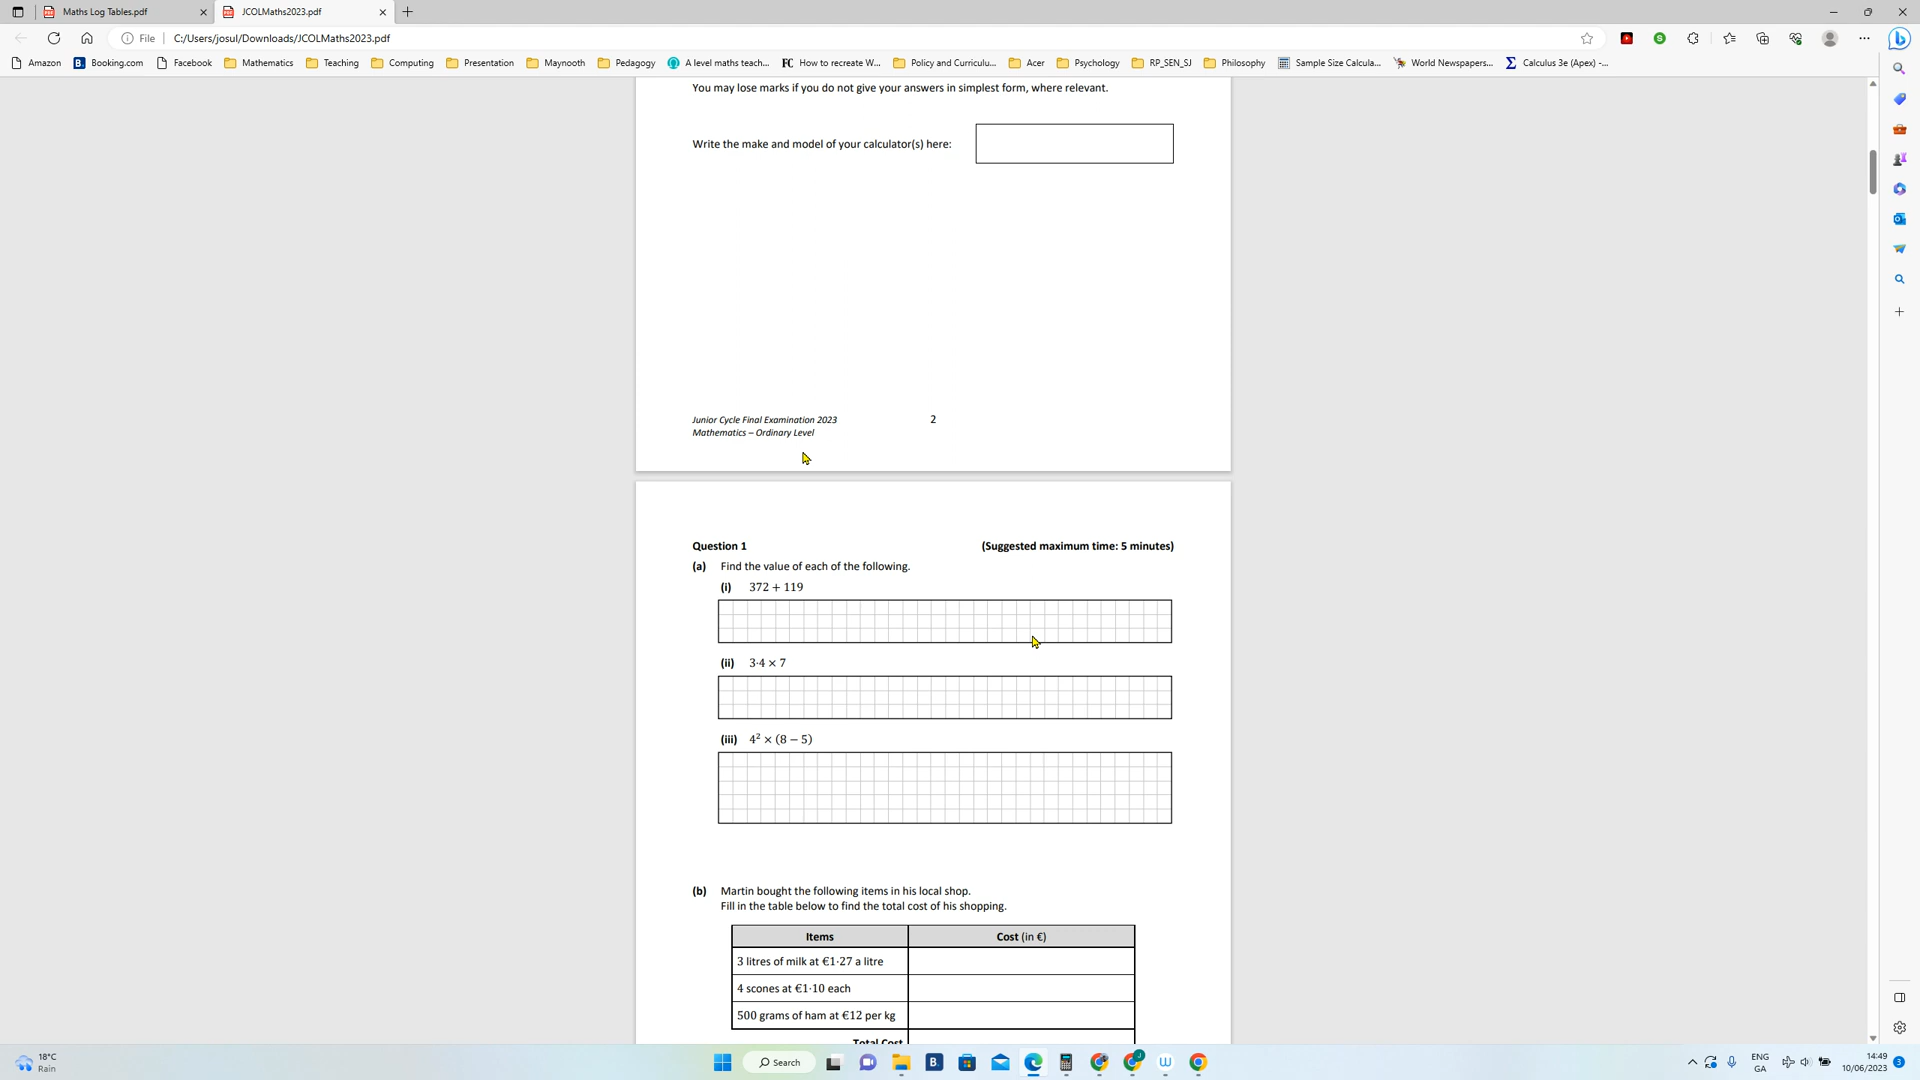 Maths Log Tables.pdf
JCOLMaths2023.pdf
File
C:/Users/josul/Downloads/JCOLMaths2023.pdf
Amazon
Booking.com
Facebook
Mathematics
Teaching
Computing
Presentation
Maynooth
Pedagogy
A level maths teach...
How to recreate W...
Policy and Curriculu...
Acer
Psychology
RP_SEN_SJ
Philosophy
Sample Size Calcula...
World Newspapers...
Calculus 3e (Apex) -...
You may lose marks if you do not give your answers in simplest form, where relevant.
Write the make and model of your calculator(s) here:
Junior Cycle Final Examination 2023
2
Mathematics – Ordinary Level
Question 1 (Suggested maximum time: 5 minutes)
(a) Find the value of each of the following.
(i) 372 + 119
(ii) 3·4 × 7
(iii) 4² × (8 − 5)
(b) Martin bought the following items in his local shop.
Fill in the table below to find the total cost of his shopping.
Items Cost (in €)
3 litres of milk at €1·27 a litre
4 scones at €1·10 each
500 grams of ham at €12 per kg
Total Cost
18°C
Rain
Search
ENG
GA
14:49
10/06/2023
3